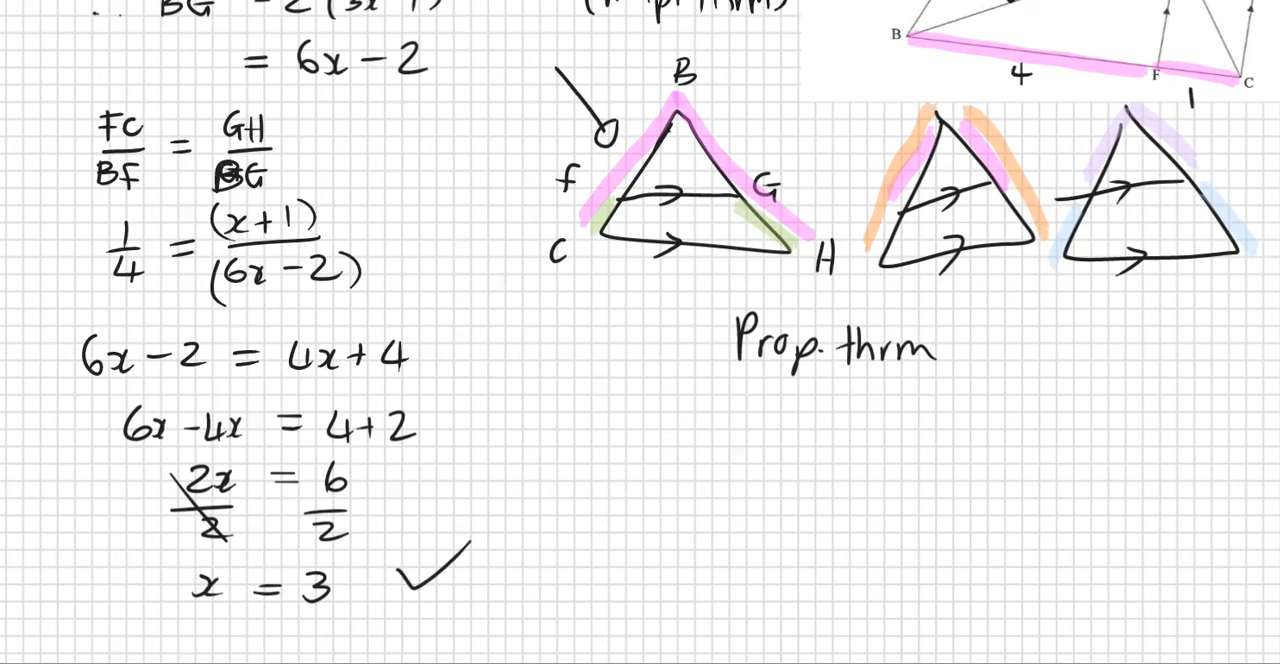 = 6x - 2
FC/BF = GH/BG
1/4 = (x+1)/(6x-2)
6x - 2 = 4x + 4
6x - 4x = 4 + 2
2x/2 = 6/2
x = 3 ✓
B
F
G
C
H
Prop. thrm
B
4
F
1
C